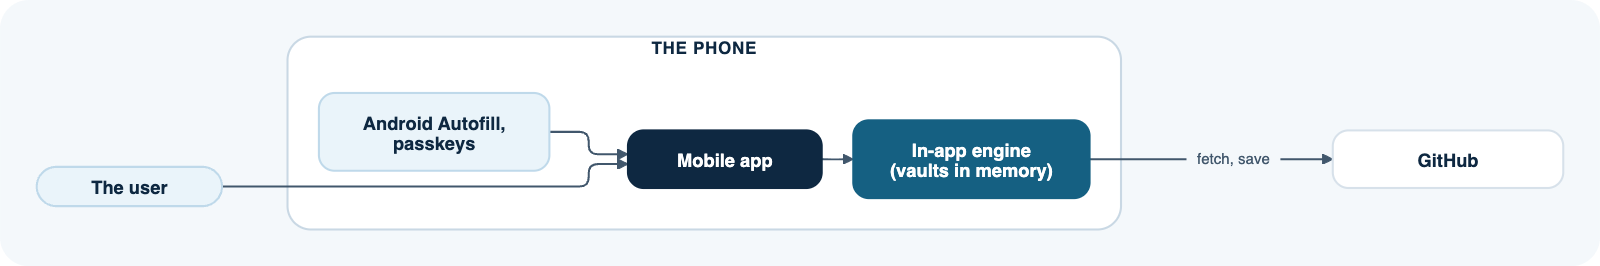 THE PHONE
Android Autofill,
passkeys
The user
Mobile app
In-app engine
(vaults in memory)
fetch, save
GitHub